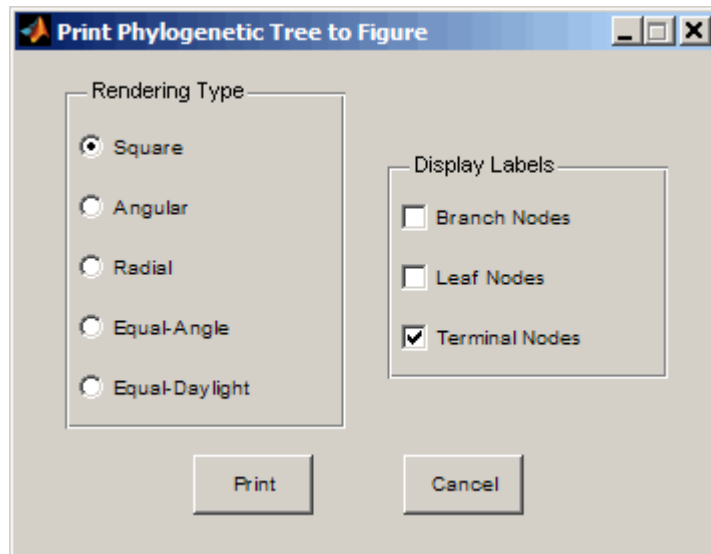 Print Phylogenetic Tree to Figure
Rendering Type
Square
Angular
Radial
Equal-Angle
Equal-Daylight
Display Labels
Branch Nodes
Leaf Nodes
Terminal Nodes
Print
Cancel